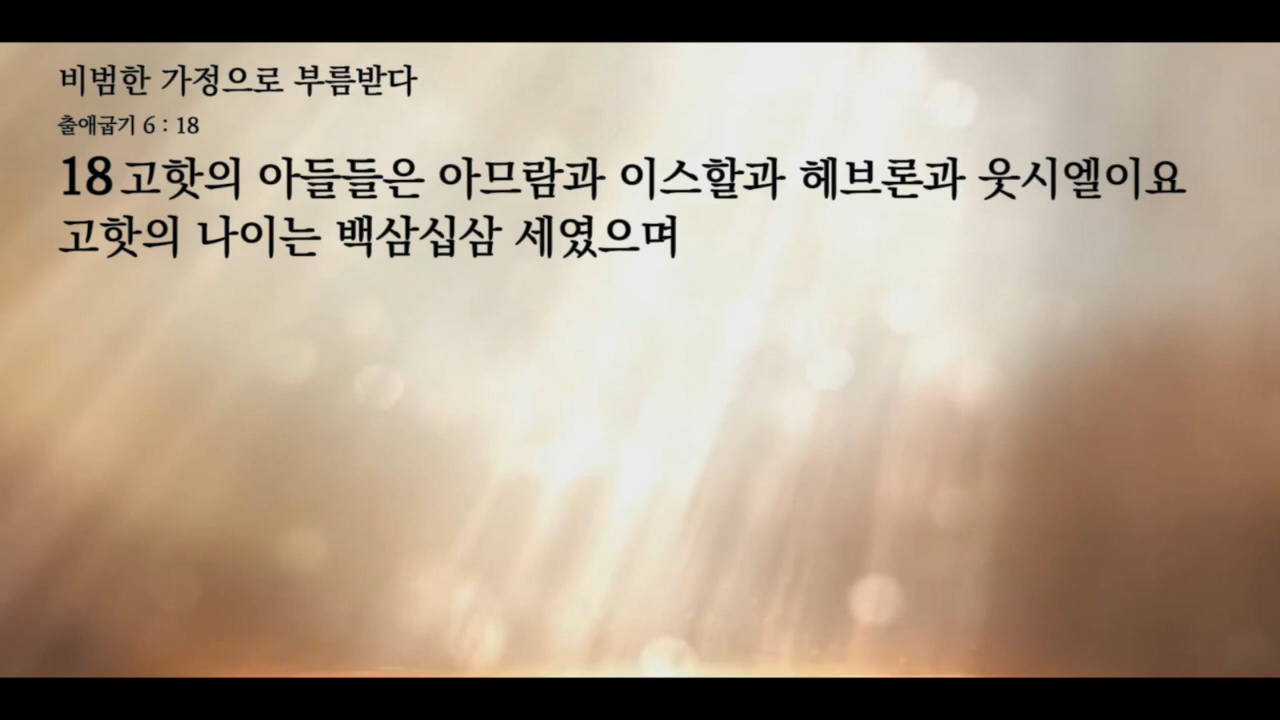 비범한 가정으로 부름받다
출애굽기 6 : 18
18 고핫의 아들들은 아므람과 이스할과 헤브론과 웃시엘이요
고핫의 나이는 백삼십삼 세였으며